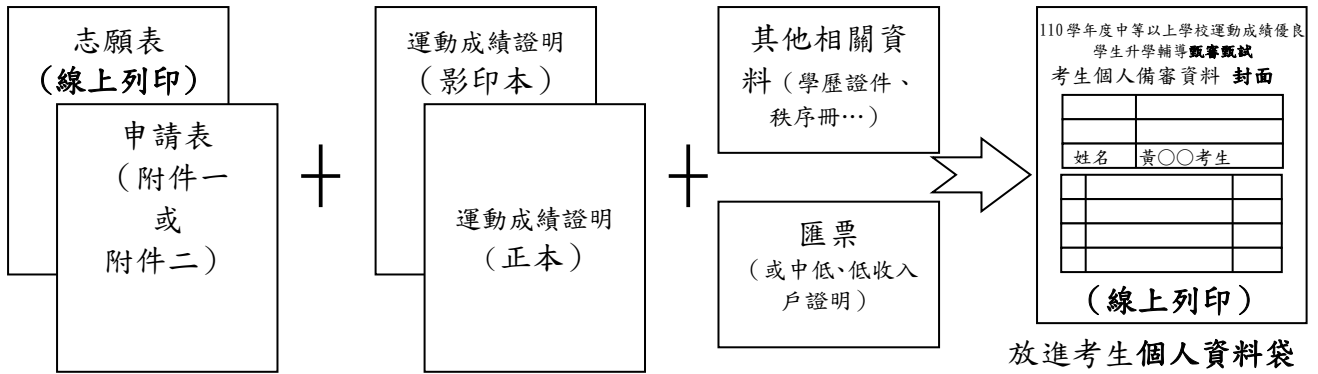 志願表
（線上列印）
申請表
（附件一
或
附件二）
運動成績證明
（影印本）
運動成績證明
（正本）
其他相關資
料（學歷證件、
秩序冊…）
匯票
（或中低、低收入
戶證明）
110學年度中等以上學校運動成績優良
學生升學輔導甄審甄試
考生個人備審資料 封面
姓名 黃○○考生
（線上列印）
放進考生個人資料袋